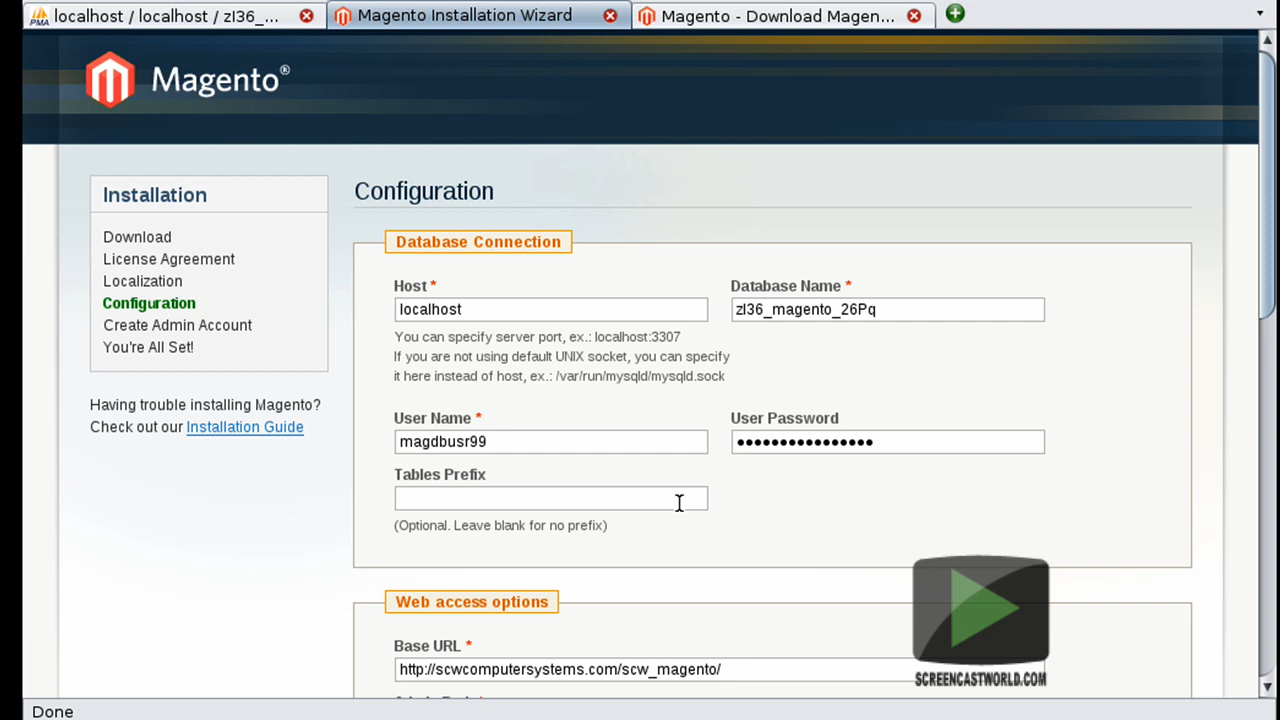 localhost / localhost / zI36_...
Magento Installation Wizard
Magento - Download Magen...
Magento®
Installation
Download
License Agreement
Localization
Configuration
Create Admin Account
You're All Set!
Having trouble installing Magento?
Check out our Installation Guide
Configuration
Database Connection
Host *
localhost
You can specify server port, ex.: localhost:3307
If you are not using default UNIX socket, you can specify
it here instead of host, ex.: /var/run/mysqld/mysqld.sock
Database Name *
zI36_magento_26Pq
User Name *
magdbusr99
User Password
••••••••••••••••
Tables Prefix
(Optional. Leave blank for no prefix)
Web access options
Base URL *
http://scwcomputersystems.com/scw_magento/
SCREENCASTWORLD.COM
Done